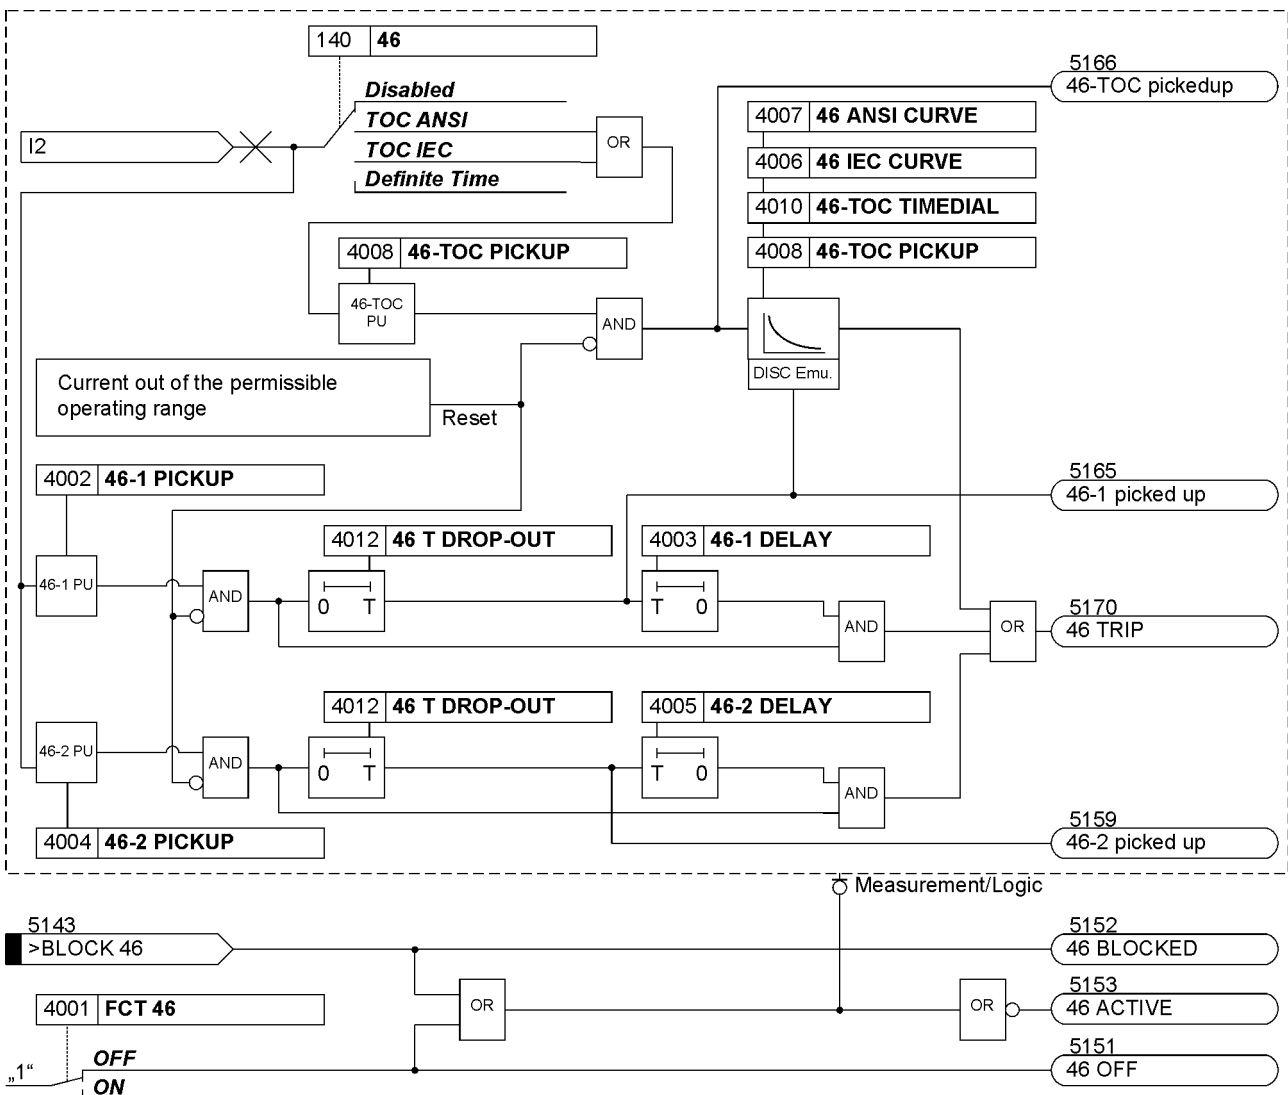 140 46
5166
46-TOC pickedup
Disabled
TOC ANSI
TOC IEC
Definite Time
I2
OR
4007 46 ANSI CURVE
4006 46 IEC CURVE
4010 46-TOC TIMEDIAL
4008 46-TOC PICKUP
4008 46-TOC PICKUP
46-TOC
PU
AND
DISC Emu.
Current out of the permissible
operating range
Reset
4002 46-1 PICKUP
5165
46-1 picked up
4012 46 T DROP-OUT
4003 46-1 DELAY
46-1 PU
AND
0 T
T 0
AND
OR
5170
46 TRIP
4012 46 T DROP-OUT
4005 46-2 DELAY
46-2 PU
AND
0 T
T 0
AND
4004 46-2 PICKUP
5159
46-2 picked up
Measurement/Logic
5143
>BLOCK 46
5152
46 BLOCKED
4001 FCT 46
OR
OR
5153
46 ACTIVE
„1“
OFF
ON
5151
46 OFF